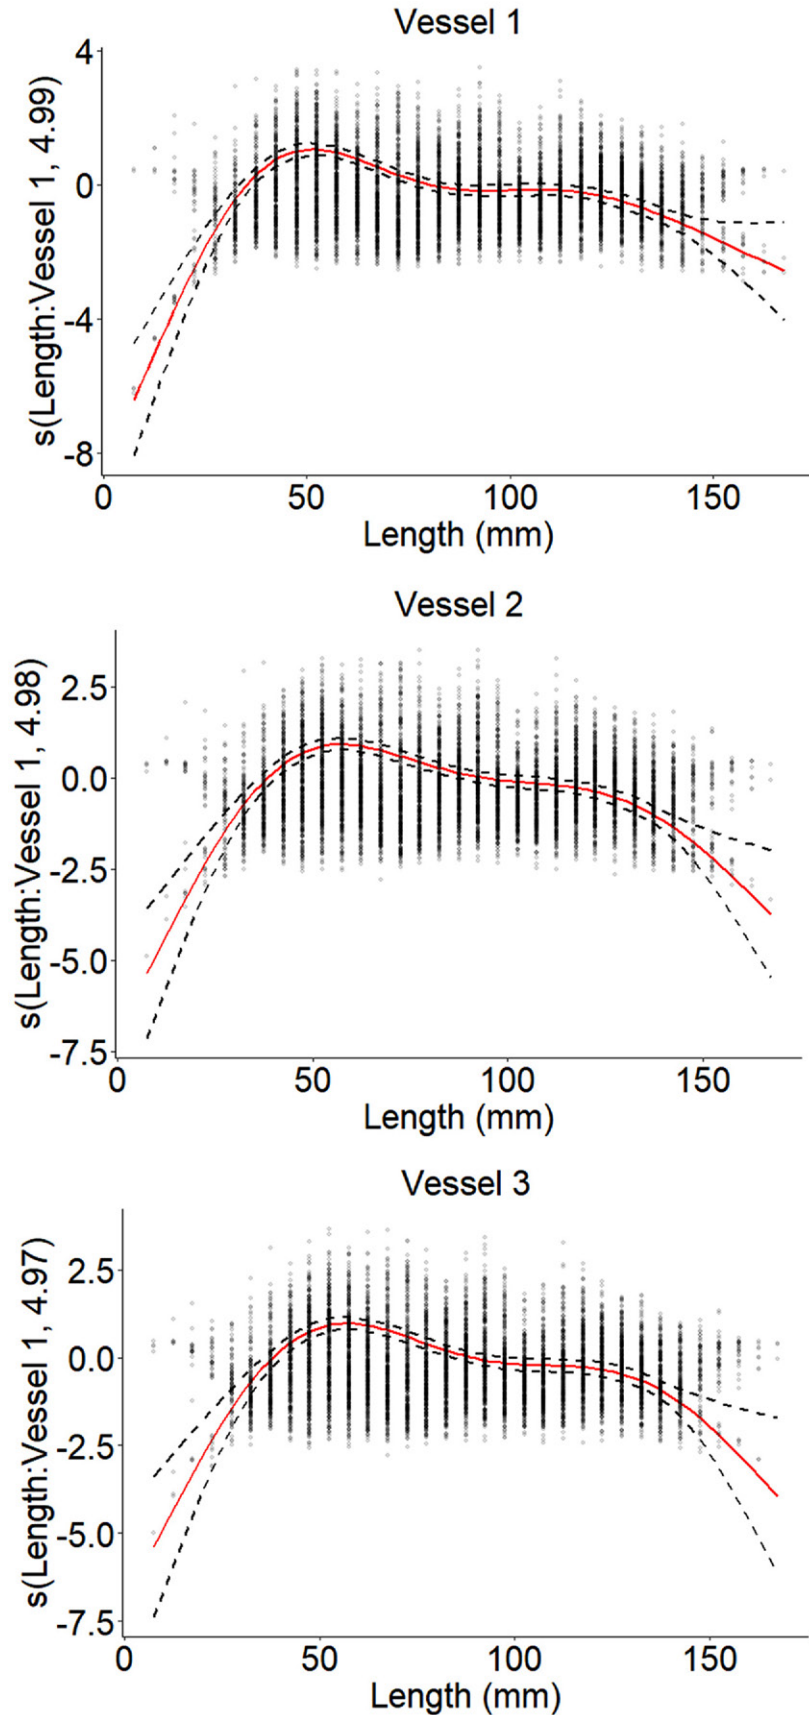 Vessel 1
s(Length:Vessel 1, 4.99)
4
0
-4
-8
0 50 100 150
Length (mm)
Vessel 2
s(Length:Vessel 1, 4.98)
2.5
0.0
-2.5
-5.0
-7.5
0 50 100 150
Length (mm)
Vessel 3
s(Length:Vessel 1, 4.97)
2.5
0.0
-2.5
-5.0
-7.5
0 50 100 150
Length (mm)